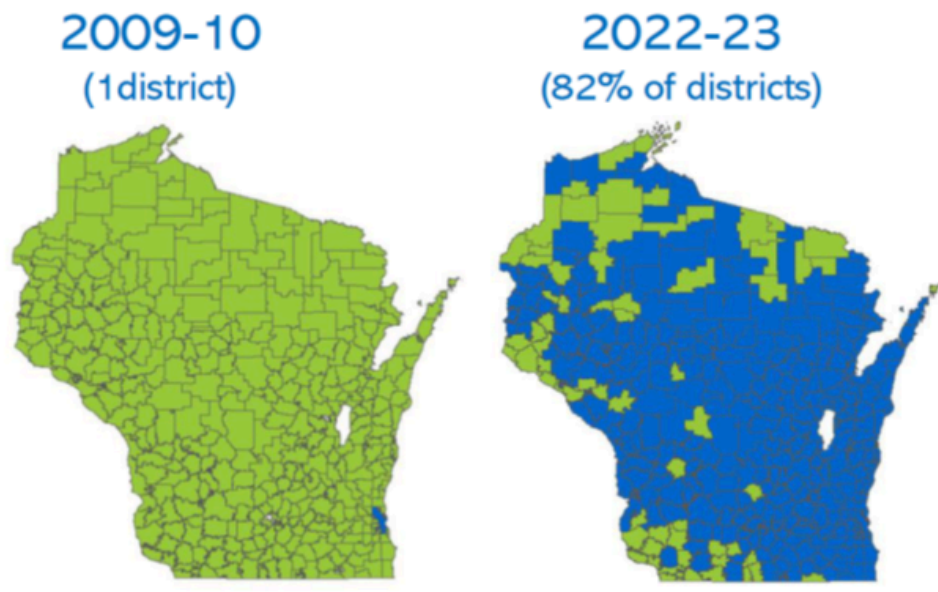 2009-10
(1district)
2022-23
(82% of districts)